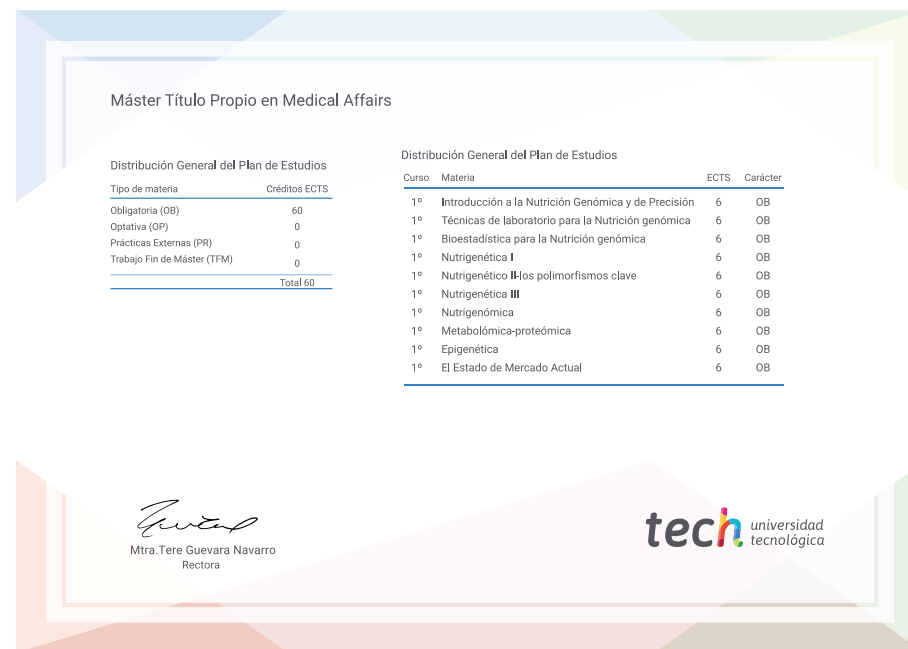 Máster Título Propio en Medical Affairs
Distribución General del Plan de Estudios
Tipo de materia Créditos ECTS
Obligatoria (OB) 60
Optativa (OP) 0
Prácticas Externas (PR) 0
Trabajo Fin de Máster (TFM) 0
Total 60
Distribución General del Plan de Estudios
Curso Materia ECTS Carácter
1º Introducción a la Nutrición Genómica y de Precisión 6 OB
1º Técnicas de laboratorio para la Nutrición genómica 6 OB
1º Bioestadística para la Nutrición genómica 6 OB
1º Nutrigenética I 6 OB
1º Nutrigenético II-los polimorfismos clave 6 OB
1º Nutrigenética III 6 OB
1º Nutrigenómica 6 OB
1º Metabolómica-proteómica 6 OB
1º Epigenética 6 OB
1º El Estado de Mercado Actual 6 OB
Mtra.Tere Guevara Navarro
Rectora
tech universidad
tecnológica